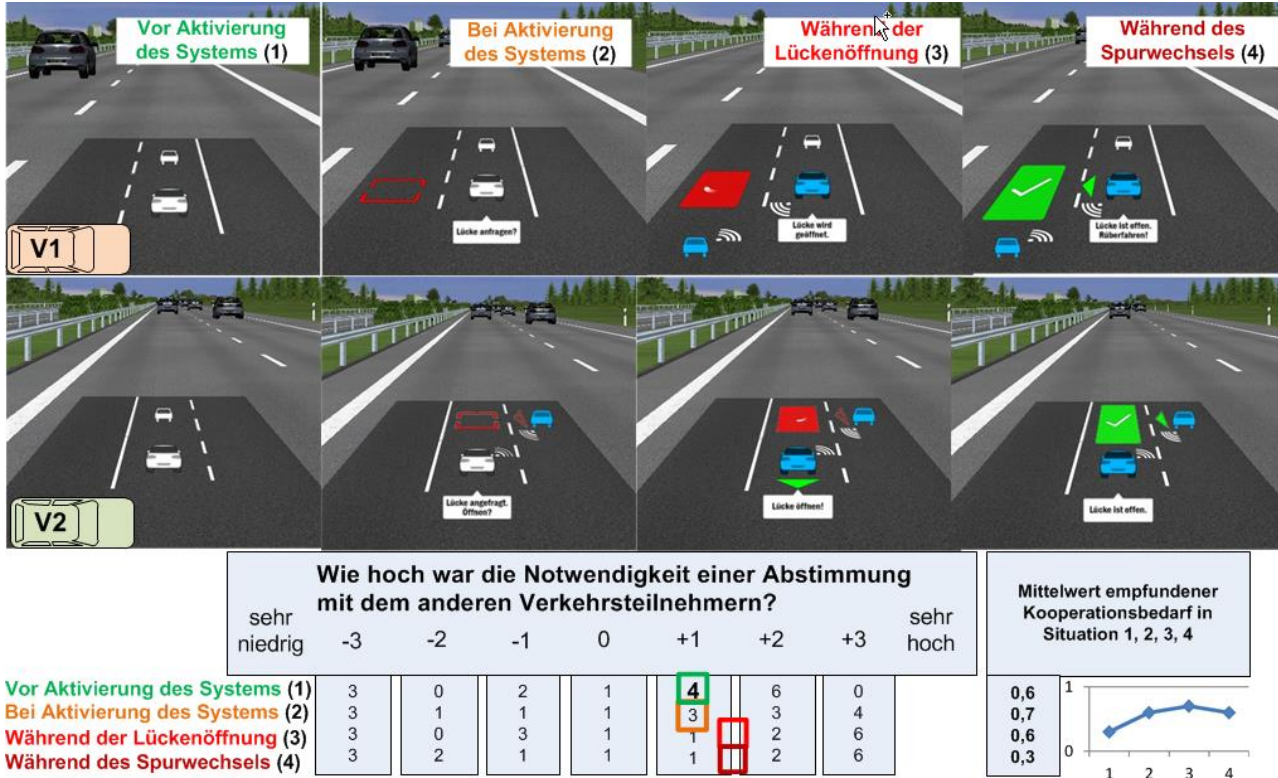 Vor Aktivierung
des Systems (1)
Bei Aktivierung
des Systems (2)
Während der
Lückenöffnung (3)
Während des
Spurwechsels (4)
Lücke anfragen?
Lücke wird
geöffnet.
Lücke ist offen.
Rüberfahren!
V1
Lücke angefragt.
Öffnen?
Lücke öffnen!
Lücke ist offen.
V2
Wie hoch war die Notwendigkeit einer Abstimmung
mit dem anderen Verkehrsteilnehmern?
sehr
niedrig
-3 -2 -1 0 +1 +2 +3
sehr
hoch
Mittelwert empfundener
Kooperationsbedarf in
Situation 1, 2, 3, 4
Vor Aktivierung des Systems (1) 3 0 2 1 4 6 0 0,6
Bei Aktivierung des Systems (2) 3 1 1 1 3 3 4 0,7
Während der Lückenöffnung (3) 3 0 3 1 1 2 6 0,6
Während des Spurwechsels (4) 3 2 1 1 1 2 6 0,3
1
0
1 2 3 4